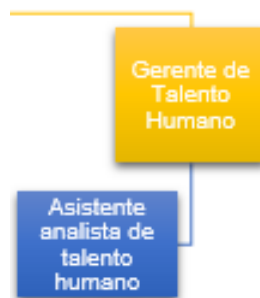 Gerente de
Talento
Humano
Asistente
analista de
talento
humano